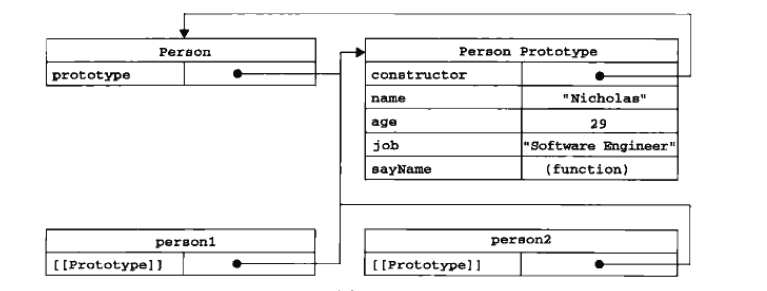 Person
prototype
Person Prototype
constructor
name "Nicholas"
age 29
job "Software Engineer"
sayName (function)
person1
[[Prototype]]
person2
[[Prototype]]